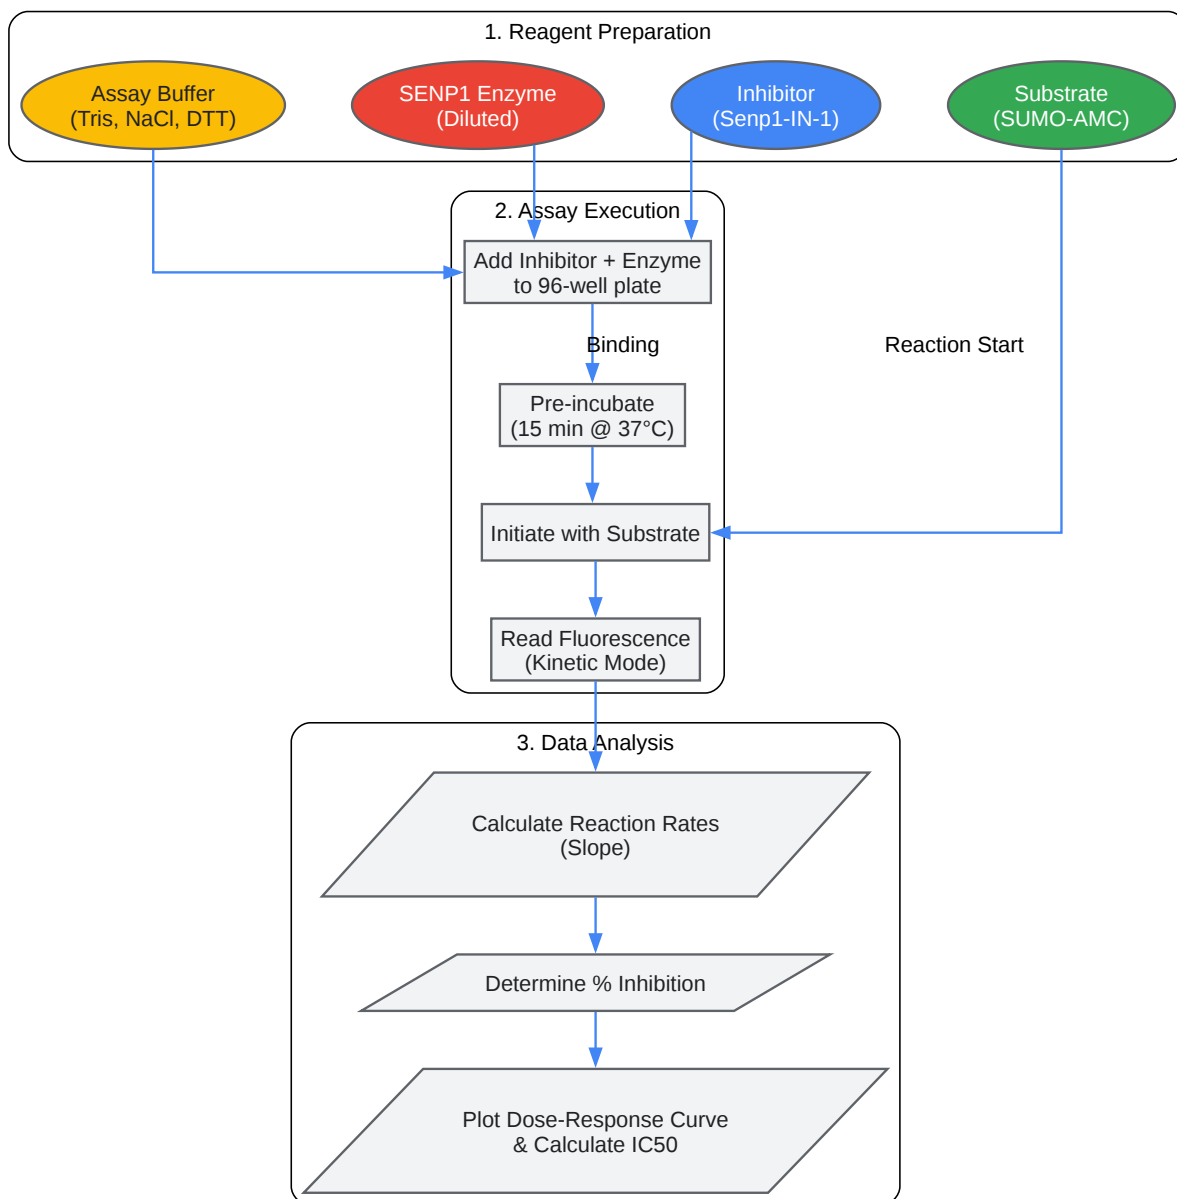 1. Reagent Preparation
Assay Buffer
(Tris, NaCl, DTT)
SENP1 Enzyme
(Diluted)
Inhibitor
(Senp1-IN-1)
Substrate
(SUMO-AMC)
2. Assay Execution
Add Inhibitor + Enzyme
to 96-well plate
Binding
Reaction Start
Pre-incubate
(15 min @ 37°C)
Initiate with Substrate
Read Fluorescence
(Kinetic Mode)
3. Data Analysis
Calculate Reaction Rates
(Slope)
Determine % Inhibition
Plot Dose-Response Curve
& Calculate IC50